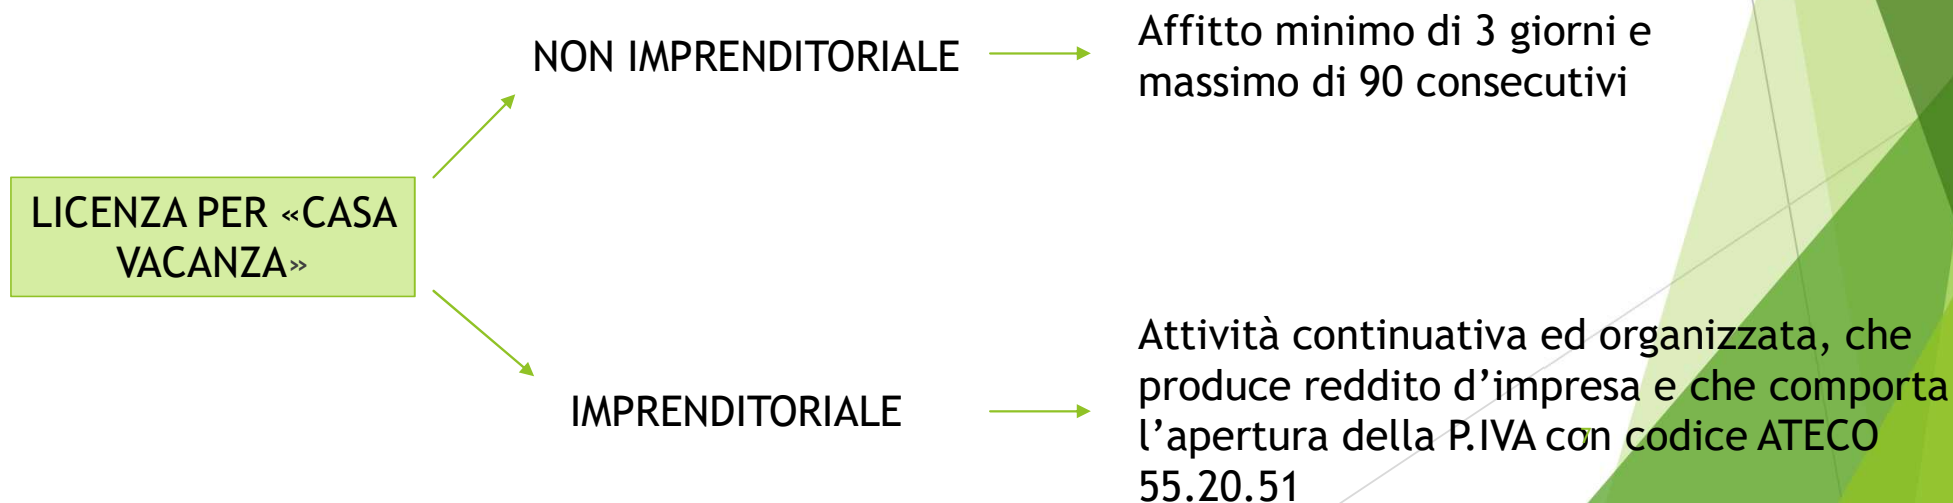 NON IMPRENDITORIALE
Affitto minimo di 3 giorni e
massimo di 90 consecutivi
LICENZA PER «CASA
VACANZA»
IMPRENDITORIALE
Attività continuativa ed organizzata, che
produce reddito d’impresa e che comporta
l’apertura della P.IVA con codice ATECO
55.20.51
7